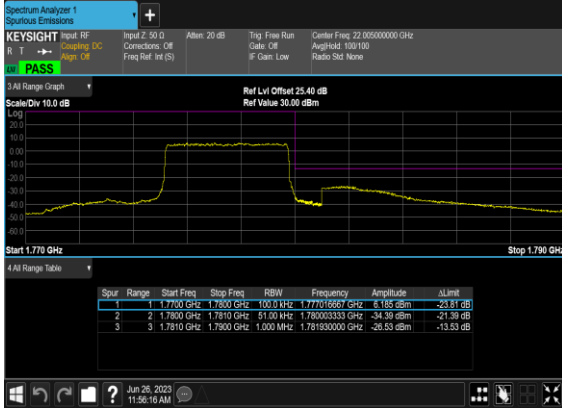 Spectrum Analyzer 1
Spurious Emissions
+
KEYSIGHT Input: RF Input Z: 50 Ω Atten: 20 dB Trig: Free Run Center Freq: 22.005000000 GHz
R T Coupling: DC Corrections: Off Gate: Off Avg|Hold: 100/100
Align: Off Freq Ref: Int (S) IF Gain: Low Radio Std: None
PASS
3 All Range Graph
Ref Lvl Offset 25.40 dB
Scale/Div 10.0 dB Ref Value 30.00 dBm
Log
20.0
10.0
0.00
-10.0
-20.0
-30.0
-40.0
-50.0
-60.0
Start 1.770 GHz Stop 1.790 GHz
4 All Range Table
Spur Range Start Freq Stop Freq RBW Frequency Amplitude ΔLimit
1 1 1.7700 GHz 1.7800 GHz 100.0 kHz 1.777016667 GHz 6.185 dBm -23.81 dB
2 2 1.7800 GHz 1.7810 GHz 51.00 kHz 1.780003333 GHz -34.39 dBm -21.39 dB
3 3 1.7810 GHz 1.7900 GHz 1.000 MHz 1.781930000 GHz -26.53 dBm -13.53 dB
? Jun 26, 2023
11:56:16 AM